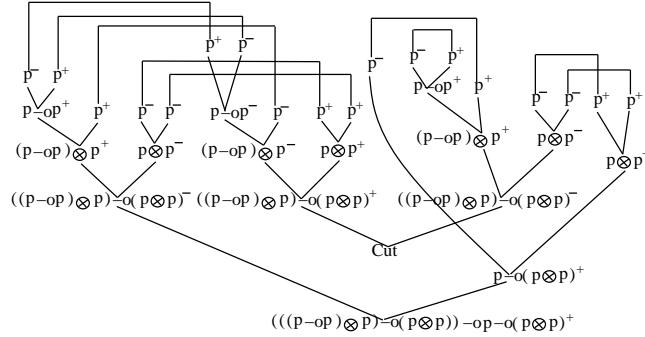 p⁺ p⁻
p⁻ p⁺ p⁻ p⁻ p⁺
p⊸p⁺ p⁺ p⁻ p⁻ p⊸p⁻ p⁻ p⁺ p⁺ p⊸p⁺ p⁺ p⁻ p⁻ p⁺ p⁺
(p⊸p)⊗p⁺ p⊗p⁻ (p⊸p)⊗p⁻ p⊗p⁺ (p⊸p)⊗p⁺ p⊗p⁻ p⊗p⁺
((p⊸p)⊗p)⊸(p⊗p)⁻ ((p⊸p)⊗p)⊸(p⊗p)⁺ ((p⊸p)⊗p)⊸(p⊗p)⁻
Cut
p⊸(p⊗p)⁺
(((p⊸p)⊗p)⊸(p⊗p))⊸p⊸(p⊗p)⁺